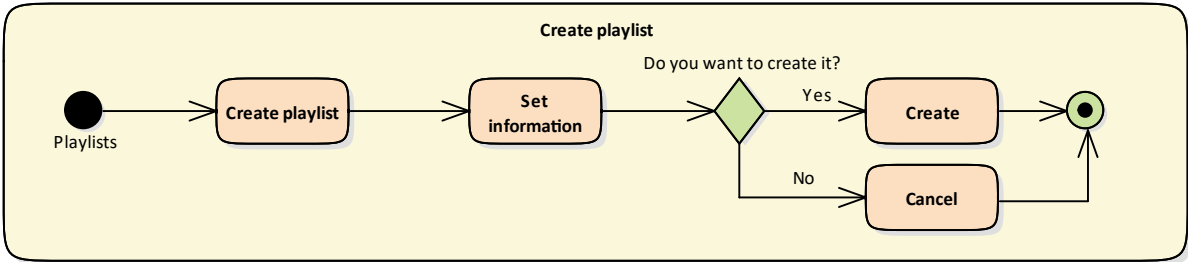 Create playlist
Do you want to create it?
Playlists
Create playlist
Set
information
Yes
Create
No
Cancel